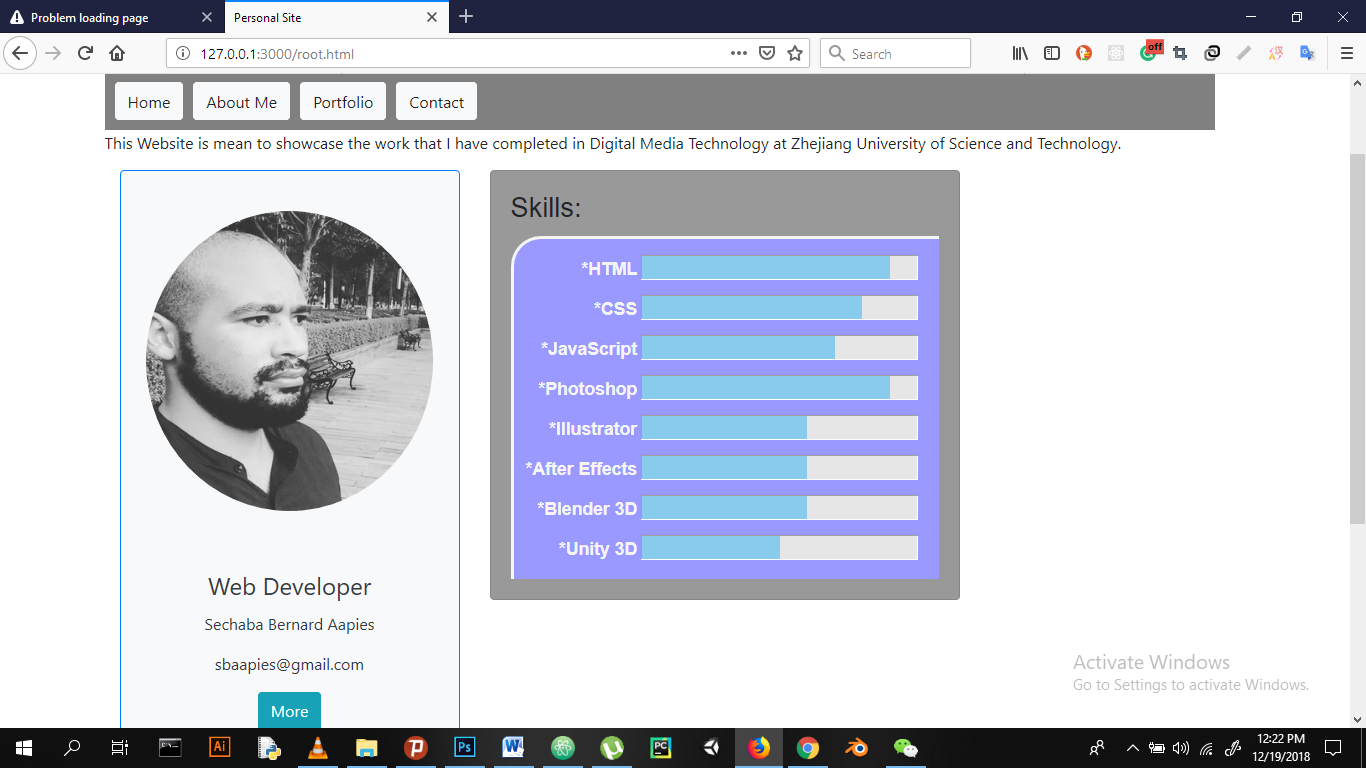 Problem loading page
Personal Site
127.0.0.1:3000/root.html
Search
off
Home About Me Portfolio Contact
This Website is mean to showcase the work that I have completed in Digital Media Technology at Zhejiang University of Science and Technology.
Web Developer
Sechaba Bernard Aapies
sbaapies@gmail.com
More
Skills:
*HTML
*CSS
*JavaScript
*Photoshop
*Illustrator
*After Effects
*Blender 3D
*Unity 3D
Activate Windows
Go to Settings to activate Windows.
Ai
Ps
W
PC
12:22 PM
12/19/2018